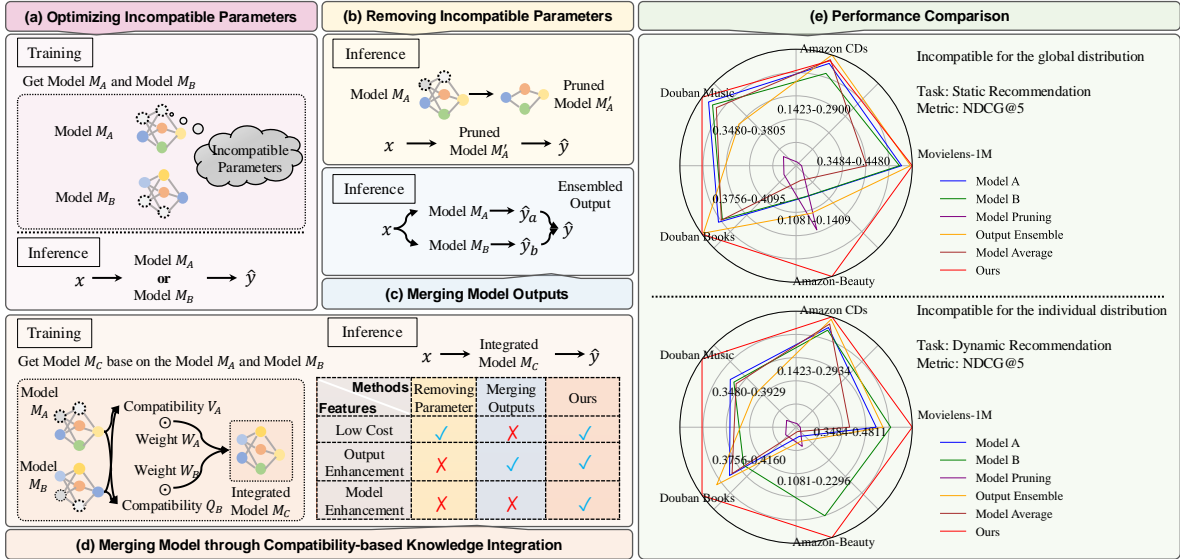 (a) Optimizing Incompatible Parameters
Training
Get Model M_A and Model M_B
Model M_A
Incompatible
Parameters
Model M_B
Inference
x
Model M_A
or
Model M_B
ŷ
(b) Removing Incompatible Parameters
Inference
Model M_A
Pruned
Model M'_A
x
Pruned
Model M'_A
ŷ
Inference
Ensembled
Output
x
Model M_A
ŷ_a
Model M_B
ŷ_b
ŷ
(c) Merging Model Outputs
Training
Get Model M_C base on the Model M_A and Model M_B
Model
M_A
Model
M_B
Compatibility V_A
⊙
Weight W_A
Weight W_B
⊙
Compatibility Q_B
Integrated
Model M_C
Inference
x
Integrated
Model M_C
ŷ
Methods
Features
Removing
Parameter
Merging
Outputs
Ours
Low Cost ✓ ✗ ✓
Output
Enhancement ✗ ✓ ✓
Model
Enhancement ✗ ✗ ✓
(d) Merging Model through Compatibility-based Knowledge Integration
(e) Performance Comparison
Amazon CDs
Douban Music
0.1423-0.2900
0.3480-0.3805
0.3484-0.4480
Movielens-1M
0.3756-0.4095
0.1081-0.1409
Douban Books
Amazon-Beauty
Incompatible for the global distribution
Task: Static Recommendation
Metric: NDCG@5
Model A
Model B
Model Pruning
Output Ensemble
Model Average
Ours
Amazon CDs
Douban Music
0.1423-0.2934
0.3480-0.3929
0.3484-0.4811
Movielens-1M
0.3756-0.4160
0.1081-0.2296
Douban Books
Amazon-Beauty
Incompatible for the individual distribution
Task: Dynamic Recommendation
Metric: NDCG@5
Model A
Model B
Model Pruning
Output Ensemble
Model Average
Ours